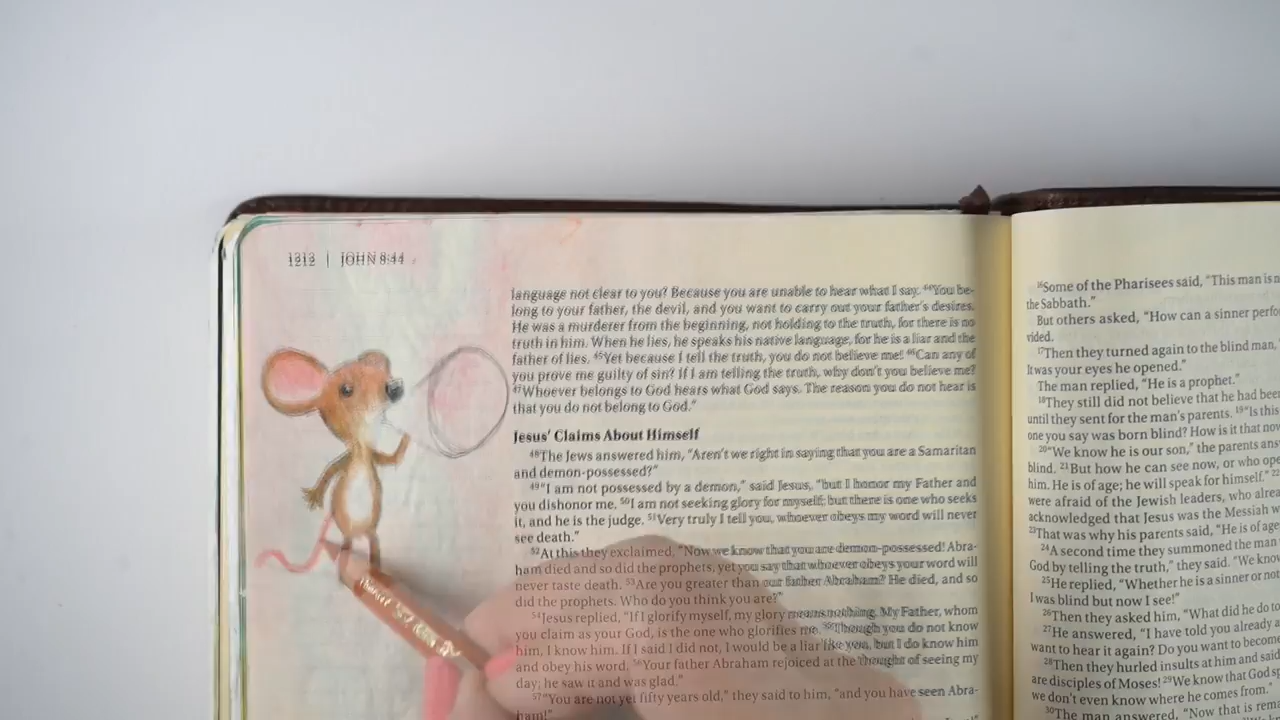 1212 | JOHN 8:44
language not clear to you? Because you are unable to hear what I say. 44"You be-
long to your father, the devil, and you want to carry out your father's desires.
He was a murderer from the beginning, not holding to the truth, for there is no
truth in him. When he lies, he speaks his native language, for he is a liar and the
father of lies. 45Yet because I tell the truth, you do not believe me! 46Can any of
you prove me guilty of sin? If I am telling the truth, why don't you believe me?
47Whoever belongs to God hears what God says. The reason you do not hear is
that you do not belong to God."
Jesus' Claims About Himself
48The Jews answered him, "Aren't we right in saying that you are a Samaritan
and demon-possessed?"
49"I am not possessed by a demon," said Jesus, "but I honor my Father and
you dishonor me. 50I am not seeking glory for myself; but there is one who seeks
it, and he is the judge. 51Very truly I tell you, whoever obeys my word will never
see death."
52At this they exclaimed, "Now we know that you are demon-possessed! Abra-
ham died and so did the prophets, yet you say that whoever obeys your word will
never taste death. 53Are you greater than our father Abraham? He died, and so
did the prophets. Who do you think you are?"
54Jesus replied, "If I glorify myself, my glory means nothing. My Father, whom
you claim as your God, is the one who glorifies me. 55Though you do not know
him, I know him. If I said I did not, I would be a liar like you, but I do know him
and obey his word. 56Your father Abraham rejoiced at the thought of seeing my
day; he saw it and was glad."
57"You are not yet fifty years old," they said to him, "and you have seen Abra-
ham!"
16Some of the Pharisees said, "This man is
the Sabbath."
But others asked, "How can a sinner
vided.
17Then they turned again to the blind man,
It was your eyes he opened."
The man replied, "He is a prophet."
18They still did not believe that he had
until they sent for the man's parents. 19"Is
one you say was born blind? How is it that
20"We know he is our son," the parents
blind. 21But how he can see now, or who
him. He is of age; he will speak for himself."
were afraid of the Jewish leaders, who
acknowledged that Jesus was the Messiah
23That was why his parents said, "He is of
24A second time they summoned the man
God by telling the truth," they said. "We
25He replied, "Whether he is a sinner or
I was blind but now I see!"
26Then they asked him, "What did he do
27He answered, "I have told you already
want to hear it again? Do you want to become
28Then they hurled insults at him and said
are disciples of Moses! 29We know that God
we don't even know where he comes from."
30The man answered, "Now that is